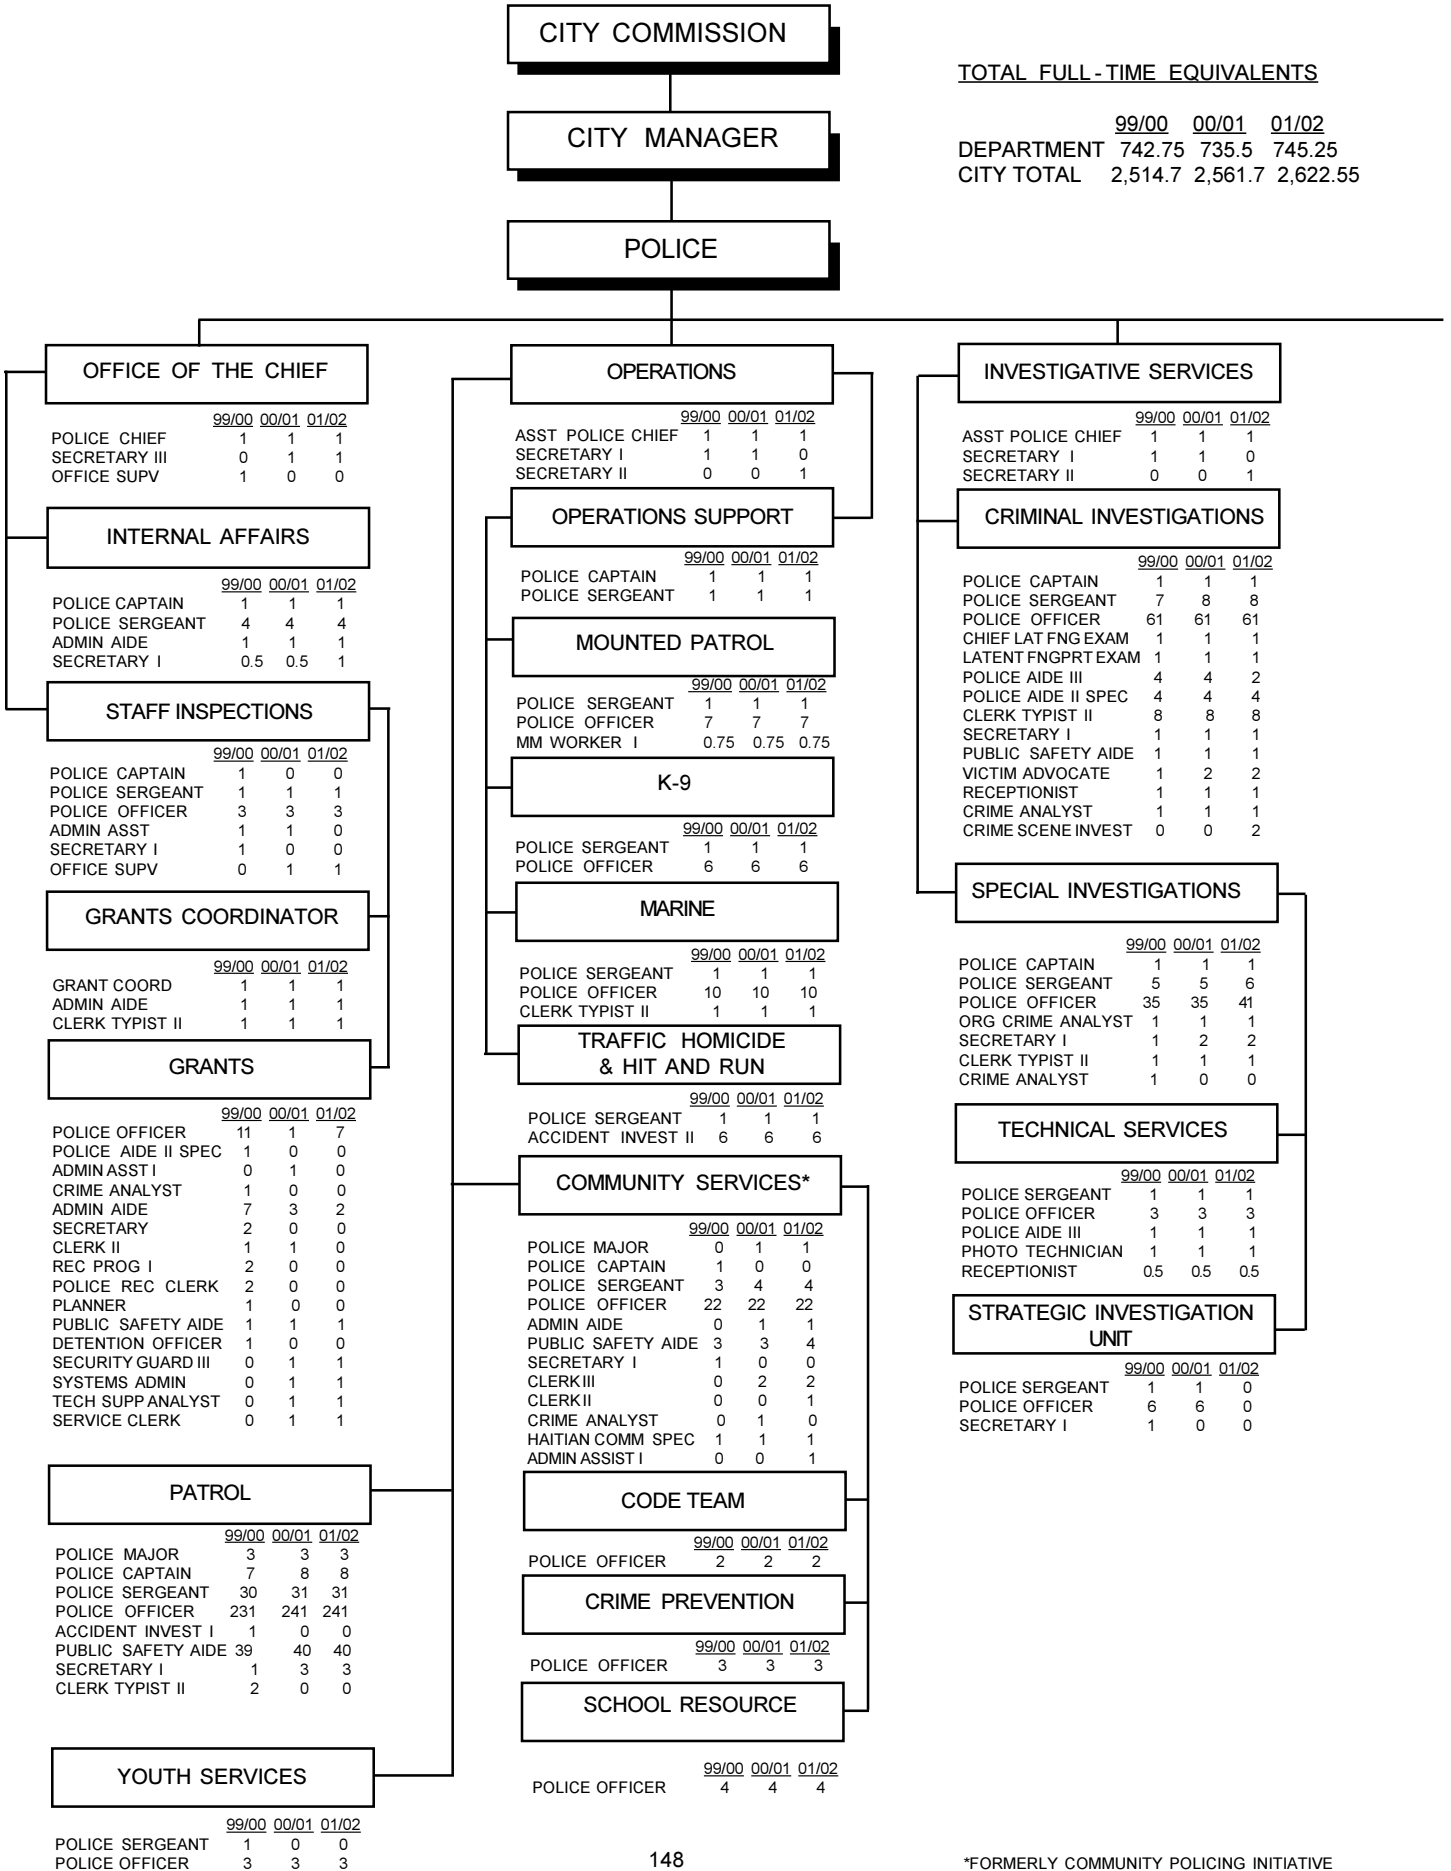 CITY COMMISSION
TOTAL FULL-TIME EQUIVALENTS
99/00 00/01 01/02
DEPARTMENT 742.75 735.5 745.25
CITY TOTAL 2,514.7 2,561.7 2,622.55
CITY MANAGER
POLICE
OFFICE OF THE CHIEF
99/00 00/01 01/02
POLICE CHIEF 1 1 1
SECRETARY III 0 1 1
OFFICE SUPV 1 0 0
INTERNAL AFFAIRS
99/00 00/01 01/02
POLICE CAPTAIN 1 1 1
POLICE SERGEANT 4 4 4
ADMIN AIDE 1 1 1
SECRETARY I 0.5 0.5 1
STAFF INSPECTIONS
99/00 00/01 01/02
POLICE CAPTAIN 1 0 0
POLICE SERGEANT 1 1 1
POLICE OFFICER 3 3 3
ADMIN ASST 1 1 0
SECRETARY I 1 0 0
OFFICE SUPV 0 1 1
GRANTS COORDINATOR
99/00 00/01 01/02
GRANT COORD 1 1 1
ADMIN AIDE 1 1 1
CLERK TYPIST II 1 1 1
GRANTS
99/00 00/01 01/02
POLICE OFFICER 11 1 7
POLICE AIDE II SPEC 1 0 0
ADMIN ASST I 0 1 0
CRIME ANALYST 1 0 0
ADMIN AIDE 7 3 2
SECRETARY 2 0 0
CLERK II 1 1 0
REC PROG I 2 0 0
POLICE REC CLERK 2 0 0
PLANNER 1 0 0
PUBLIC SAFETY AIDE 1 1 1
DETENTION OFFICER 1 0 0
SECURITY GUARD III 0 1 1
SYSTEMS ADMIN 0 1 1
TECH SUPP ANALYST 0 1 1
SERVICE CLERK 0 1 1
PATROL
99/00 00/01 01/02
POLICE MAJOR 3 3 3
POLICE CAPTAIN 7 8 8
POLICE SERGEANT 30 31 31
POLICE OFFICER 231 241 241
ACCIDENT INVEST I 1 0 0
PUBLIC SAFETY AIDE 39 40 40
SECRETARY I 1 3 3
CLERK TYPIST II 2 0 0
YOUTH SERVICES
99/00 00/01 01/02
POLICE SERGEANT 1 0 0
POLICE OFFICER 3 3 3
OPERATIONS
99/00 00/01 01/02
ASST POLICE CHIEF 1 1 1
SECRETARY I 1 1 0
SECRETARY II 0 0 1
OPERATIONS SUPPORT
99/00 00/01 01/02
POLICE CAPTAIN 1 1 1
POLICE SERGEANT 1 1 1
MOUNTED PATROL
99/00 00/01 01/02
POLICE SERGEANT 1 1 1
POLICE OFFICER 7 7 7
MM WORKER I 0.75 0.75 0.75
K-9
99/00 00/01 01/02
POLICE SERGEANT 1 1 1
POLICE OFFICER 6 6 6
MARINE
99/00 00/01 01/02
POLICE SERGEANT 1 1 1
POLICE OFFICER 10 10 10
CLERK TYPIST II 1 1 1
TRAFFIC HOMICIDE
& HIT AND RUN
99/00 00/01 01/02
POLICE SERGEANT 1 1 1
ACCIDENT INVEST II 6 6 6
COMMUNITY SERVICES*
99/00 00/01 01/02
POLICE MAJOR 0 1 1
POLICE CAPTAIN 1 0 0
POLICE SERGEANT 3 4 4
POLICE OFFICER 22 22 22
ADMIN AIDE 0 1 1
PUBLIC SAFETY AIDE 3 3 4
SECRETARY I 1 0 0
CLERK III 0 2 2
CLERK II 0 0 1
CRIME ANALYST 0 1 0
HAITIAN COMM SPEC 1 1 1
ADMIN ASSIST I 0 0 1
CODE TEAM
99/00 00/01 01/02
POLICE OFFICER 2 2 2
CRIME PREVENTION
99/00 00/01 01/02
POLICE OFFICER 3 3 3
SCHOOL RESOURCE
99/00 00/01 01/02
POLICE OFFICER 4 4 4
INVESTIGATIVE SERVICES
99/00 00/01 01/02
ASST POLICE CHIEF 1 1 1
SECRETARY I 1 1 0
SECRETARY II 0 0 1
CRIMINAL INVESTIGATIONS
99/00 00/01 01/02
POLICE CAPTAIN 1 1 1
POLICE SERGEANT 7 8 8
POLICE OFFICER 61 61 61
CHIEF LAT FNG EXAM 1 1 1
LATENT FNGPRT EXAM 1 1 1
POLICE AIDE III 4 4 2
POLICE AIDE II SPEC 4 4 4
CLERK TYPIST II 8 8 8
SECRETARY I 1 1 1
PUBLIC SAFETY AIDE 1 1 1
VICTIM ADVOCATE 1 2 2
RECEPTIONIST 1 1 1
CRIME ANALYST 1 1 1
CRIME SCENE INVEST 0 0 2
SPECIAL INVESTIGATIONS
99/00 00/01 01/02
POLICE CAPTAIN 1 1 1
POLICE SERGEANT 5 5 6
POLICE OFFICER 35 35 41
ORG CRIME ANALYST 1 1 1
SECRETARY I 1 2 2
CLERK TYPIST II 1 1 1
CRIME ANALYST 1 0 0
TECHNICAL SERVICES
99/00 00/01 01/02
POLICE SERGEANT 1 1 1
POLICE OFFICER 3 3 3
POLICE AIDE III 1 1 1
PHOTO TECHNICIAN 1 1 1
RECEPTIONIST 0.5 0.5 0.5
STRATEGIC INVESTIGATION
UNIT
99/00 00/01 01/02
POLICE SERGEANT 1 1 0
POLICE OFFICER 6 6 0
SECRETARY I 1 0 0
148
*FORMERLY COMMUNITY POLICING INITIATIVE